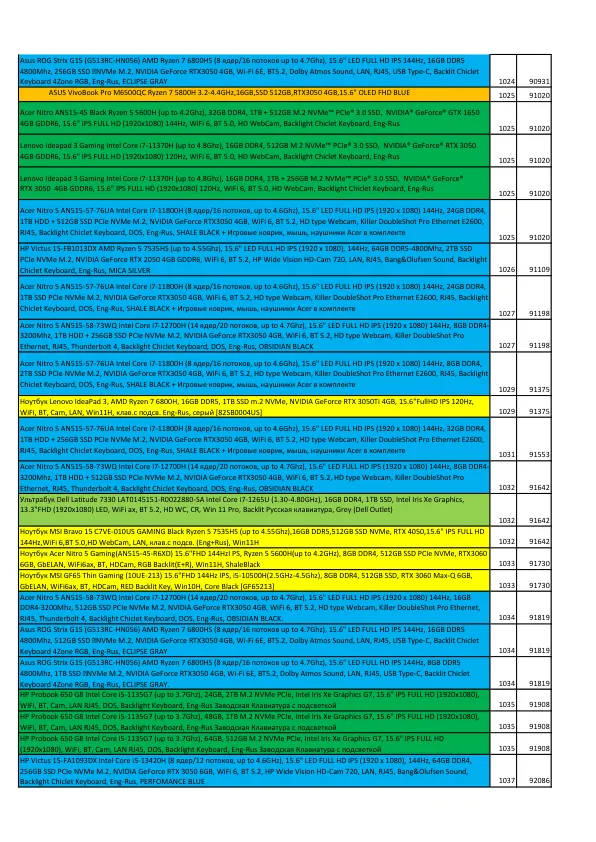 Asus ROG Strix G15 (G513RC-HN056) AMD Ryzen 7 6800HS (8 ядер/16 потоков up to 4.7Ghz), 15.6" LED FULL HD IPS 144Hz, 16GB DDR5
4800Mhz, 256GB SSD NVMe M.2, NVIDIA GeForce RTX3050 4GB, Wi-Fi 6E, BT5.2, Dolby Atmos Sound, LAN, RJ45, USB Type-C, Backlit Chiclet
Keyboard 4Zone RGB, Eng-Rus, ECLIPSE GRAY 1024 90931
ASUS VivoBook Pro M6500QC Ryzen 7 5800H 3.2-4.4GHz,16GB,SSD 512GB,RTX3050 4GB,15.6" OLED FHD BLUE 1025 91020
Acer Nitro AN515-45 Black Ryzen 5 5600H (up to 4.2Ghz), 32GB DDR4, 1TB + 512GB M.2 NVMe™ PCIe® 3.0 SSD, NVIDIA® GeForce® GTX 1650
4GB GDDR6, 15.6" IPS FULL HD (1920x1080) 144Hz, WiFi 6, BT 5.0, HD WebCam, Backlight Chiclet Keyboard, Eng-Rus 1025 91020
Lenovo Ideapad 3 Gaming Intel Core i7-11370H (up to 4.8Ghz), 16GB DDR4, 512GB M.2 NVMe™ PCIe® 3.0 SSD, NVIDIA® GeForce® RTX 3050
4GB GDDR6, 15.6" IPS FULL HD (1920x1080) 120Hz, WiFi 6, BT 5.0, HD WebCam, Backlight Chiclet Keyboard, Eng-Rus 1025 91020
Lenovo Ideapad 3 Gaming Intel Core i7-11370H (up to 4.8Ghz), 16GB DDR4, 1TB + 256GB M.2 NVMe™ PCIe® 3.0 SSD, NVIDIA® GeForce®
RTX 3050 4GB GDDR6, 15.6" IPS FULL HD (1920x1080) 120Hz, WiFi 6, BT 5.0, HD WebCam, Backlight Chiclet Keyboard, Eng-Rus 1025 91020
Acer Nitro 5 AN515-57-76UA Intel Core i7-11800H (8 ядер/16 потоков, up to 4.6Ghz), 15.6" LED FULL HD IPS (1920 x 1080) 144Hz, 24GB DDR4,
1TB HDD + 512GB SSD PCIe NVMe M.2, NVIDIA GeForce RTX3050 4GB, WiFi 6, BT 5.2, HD type Webcam, Killer DoubleShot Pro Ethernet E2600,
RJ45, Backlit Chiclet Keyboard, DOS, Eng-Rus, SHALE BLACK + Игровые коврик, мышь, наушники Acer в комплекте 1025 91020
HP Victus 15-FB1013DX AMD Ryzen 5 7535HS (up to 4.55Ghz), 15.6" LED FULL HD IPS (1920 x 1080), 144Hz, 64GB DDR5-4800Mhz, 2TB SSD
PCIe NVMe M.2, NVIDIA GeForce RTX 2050 4GB GDDR6, WiFi 6, BT 5.2, HP Wide Vision HD-Cam 720, LAN, RJ45, Bang&Olufsen Sound, Backlight
Chiclet Keyboard, Eng-Rus, MICA SILVER 1026 91109
Acer Nitro 5 AN515-57-76UA Intel Core i7-11800H (8 ядер/16 потоков, up to 4.6Ghz), 15.6" LED FULL HD IPS (1920 x 1080) 144Hz, 24GB DDR4,
1TB SSD PCIe NVMe M.2, NVIDIA GeForce RTX3050 4GB, WiFi 6, BT 5.2, HD type Webcam, Killer DoubleShot Pro Ethernet E2600, RJ45, Backlit
Chiclet Keyboard, DOS, Eng-Rus, SHALE BLACK + Игровые коврик, мышь, наушники Acer в комплекте 1027 91198
Acer Nitro 5 AN515-58-73WQ Intel Core i7-12700H (14 ядер/20 потоков, up to 4.7Ghz), 15.6" LED FULL HD IPS (1920 x 1080) 144Hz, 8GB DDR4-
3200Mhz, 1TB HDD + 256GB SSD PCIe NVMe M.2, NVIDIA GeForce RTX3050 4GB, WiFi 6, BT 5.2, HD type Webcam, Killer DoubleShot Pro
Ethernet, RJ45, Thunderbolt 4, Backlight Chiclet Keyboard, DOS, Eng-Rus, OBSIDIAN BLACK 1027 91198
Acer Nitro 5 AN515-57-76UA Intel Core i7-11800H (8 ядер/16 потоков, up to 4.6Ghz), 15.6" LED FULL HD IPS (1920 x 1080) 144Hz, 8GB DDR4,
2TB SSD PCIe NVMe M.2, NVIDIA GeForce RTX3050 4GB, WiFi 6, BT 5.2, HD type Webcam, Killer DoubleShot Pro Ethernet E2600, RJ45, Backlit
Chiclet Keyboard, DOS, Eng-Rus, SHALE BLACK + Игровые коврик, мышь, наушники Acer в комплекте 1029 91375
Ноутбук Lenovo IdeaPad 3, AMD Ryzen 7 6800H, 16GB DDR5, 1TB SSD m.2 NVMe, NVIDIA RTX 3050Ti 4GB, 15.6"FullHD IPS 120Hz,
WiFi, BT, Cam, LAN, Win11H, клав.с подсв. Eng-Rus, серый [82SB0004US] 1029 91375
Acer Nitro 5 AN515-57-76UA Intel Core i7-11800H (8 ядер/16 потоков, up to 4.6Ghz), 15.6" LED FULL HD IPS (1920 x 1080) 144Hz, 32GB DDR4,
1TB HDD + 256GB SSD PCIe NVMe M.2, NVIDIA GeForce RTX3050 4GB, WiFi 6, BT 5.2, HD type Webcam, Killer DoubleShot Pro Ethernet E2600,
RJ45, Backlit Chiclet Keyboard, DOS, Eng-Rus, SHALE BLACK + Игровые коврик, мышь, наушники Acer в комплекте 1031 91553
Acer Nitro 5 AN515-58-73WQ Intel Core i7-12700H (14 ядер/20 потоков, up to 4.7Ghz), 15.6" LED FULL HD IPS (1920 x 1080) 144Hz, 8GB DDR4-
3200Mhz, 1TB HDD + 512GB SSD PCIe NVMe M.2, NVIDIA GeForce RTX3050 4GB, WiFi 6, BT 5.2, HD type Webcam, Killer DoubleShot Pro
Ethernet, RJ45, Thunderbolt 4, Backlight Chiclet Keyboard, DOS, Eng-Rus, OBSIDIAN BLACK 1032 91642
Ультрабук Dell Latitude 7330 LAT0145151-R0022880-SA Intel Core i7-1265U (1.30-4.80GHz), 16GB DDR4, 1TB SSD, Intel Iris Xe Graphics,
13.3"FHD (1920x1080) LED, WiFi ax, BT 5.2, HD WC, CR, Win 11 Pro, Backlit Русская клавиатура, Grey (Dell Outlet) 1032 91642
Ноутбук MSI Bravo 15 C7VE-010US GAMING Black Ryzen 5 7535HS (up to 4.55Ghz),16GB DDR5,512GB SSD NVMe, RTX 4050,15.6" IPS FULL HD
144Hz,WiFi 6,BT5.0,HD WebCam, LAN, клав.подсв. (Eng+Rus), Win11H 1032 91642
Ноутбук Acer Nitro 5 Gaming(AN515-45-R6XD) 15.6"FHD 144Hzl PS, Ryzen 5 5600H(up to 4.2GHz), 8GB DDR4, 512GB SSD PCIe NVMe, RTX3060
6GB, GbELAN, WiFi6ax, BT, HDCam, RGB Backlit(E+R), Win11H, ShaleBlack 1033 91730
Ноутбук MSI GF65 Thin Gaming (10UE-213) 15.6"FHD 144Hz IPS, i5-10500H(2.5GHz-4.5GHz), 8GB DDR4, 512GB SSD, RTX 3060 Max-Q 6GB,
GbELAN, WiFi6ax, BT, HDCam, RED Backlit Key, Win10H, Core Black [GF65213] 1033 91730
Acer Nitro 5 AN515-58-73WQ Intel Core i7-12700H (14 ядер/20 потоков, up to 4.7Ghz), 15.6" LED FULL HD IPS (1920 x 1080) 144Hz, 16GB
DDR4-3200Mhz, 512GB SSD PCIe NVMe M.2, NVIDIA GeForce RTX3050 4GB, WiFi 6, BT 5.2, HD type Webcam, Killer DoubleShot Pro Ethernet,
RJ45, Thunderbolt 4, Backlight Chiclet Keyboard, DOS, Eng-Rus, OBSIDIAN BLACK. 1034 91819
Asus ROG Strix G15 (G513RC-HN056) AMD Ryzen 7 6800HS (8 ядер/16 потоков up to 4.7Ghz), 15.6" LED FULL HD IPS 144Hz, 16GB DDR5
4800Mhz, 512GB SSD NVMe M.2, NVIDIA GeForce RTX3050 4GB, Wi-Fi 6E, BT5.2, Dolby Atmos Sound, LAN, RJ45, USB Type-C, Backlit Chiclet
Keyboard 4Zone RGB, Eng-Rus, ECLIPSE GRAY 1034 91819
Asus ROG Strix G15 (G513RC-HN056) AMD Ryzen 7 6800HS (8 ядер/16 потоков up to 4.7Ghz), 15.6" LED FULL HD IPS 144Hz, 8GB DDR5
4800Mhz, 1TB SSD NVMe M.2, NVIDIA GeForce RTX3050 4GB, Wi-Fi 6E, BT5.2, Dolby Atmos Sound, LAN, RJ45, USB Type-C, Backlit Chiclet
Keyboard 4Zone RGB, Eng-Rus, ECLIPSE GRAY. 1034 91819
HP Probook 650 G8 Intel Core i5-1135G7 (up to 3.7Ghz), 24GB, 2TB M.2 NVMe PCIe, Intel Iris Xe Graphics G7, 15.6" IPS FULL HD (1920x1080),
WiFi, BT, Cam, LAN RJ45, DOS, Backlight Keyboard, Eng-Rus Заводская Клавиатура с подсветкой 1035 91908
HP Probook 650 G8 Intel Core i5-1135G7 (up to 3.7Ghz), 48GB, 1TB M.2 NVMe PCIe, Intel Iris Xe Graphics G7, 15.6" IPS FULL HD (1920x1080),
WiFi, BT, Cam, LAN RJ45, DOS, Backlight Keyboard, Eng-Rus Заводская Клавиатура с подсветкой 1035 91908
HP Probook 650 G8 Intel Core i5-1135G7 (up to 3.7Ghz), 64GB, 512GB M.2 NVMe PCIe, Intel Iris Xe Graphics G7, 15.6" IPS FULL HD
(1920x1080), WiFi, BT, Cam, LAN RJ45, DOS, Backlight Keyboard, Eng-Rus Заводская Клавиатура с подсветкой 1035 91908
HP Victus 15-FA1093DX Intel Core i5-13420H (8 ядер/12 потоков, up to 4.6GHz), 15.6" LED FULL HD IPS (1920 x 1080), 144Hz, 64GB DDR4,
256GB SSD PCIe NVMe M.2, NVIDIA GeForce RTX 3050 6GB, WiFi 6, BT 5.2, HP Wide Vision HD-Cam 720, LAN, RJ45, Bang&Olufsen Sound,
Backlight Chiclet Keyboard, Eng-Rus, PERFOMANCE BLUE 1037 92086